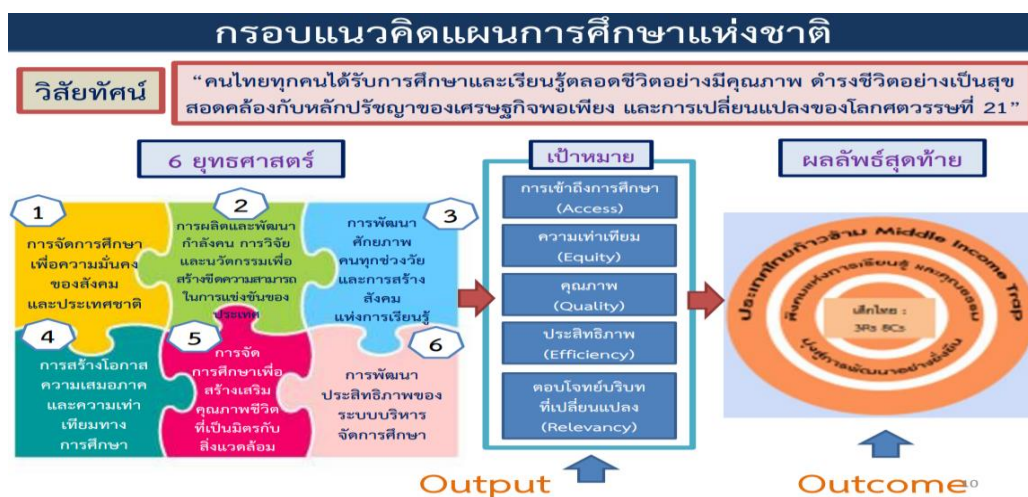 กรอบแนวคิดแผนการศึกษาแห่งชาติ
วิสัยทัศน์
“คนไทยทุกคนได้รับการศึกษาและเรียนรู้ตลอดชีวิตอย่างมีคุณภาพ ดำรงชีวิตอย่างเป็นสุข
สอดคล้องกับหลักปรัชญาของเศรษฐกิจพอเพียง และการเปลี่ยนแปลงของโลกศตวรรษที่ 21”
6 ยุทธศาสตร์
1
การจัดการศึกษา
เพื่อความมั่นคง
ของสังคม
และประเทศชาติ
2
การผลิตและพัฒนา
กำลังคน การวิจัย
และนวัตกรรมเพื่อ
สร้างขีดความสามารถ
ในการแข่งขันของ
ประเทศ
3
การพัฒนา
ศักยภาพ
คนทุกช่วงวัย
และการสร้าง
สังคม
แห่งการเรียนรู้
4
การสร้างโอกาส
ความเสมอภาค
และความเท่า
เทียมทาง
การศึกษา
5
การจัด
การศึกษาเพื่อ
สร้างเสริม
คุณภาพชีวิต
ที่เป็นมิตรกับ
สิ่งแวดล้อม
6
การพัฒนา
ประสิทธิภาพของ
ระบบบริหาร
จัดการศึกษา
เป้าหมาย
การเข้าถึงการศึกษา
(Access)
ความเท่าเทียม
(Equity)
คุณภาพ
(Quality)
ประสิทธิภาพ
(Efficiency)
ตอบโจทย์บริบท
ที่เปลี่ยนแปลง
(Relevancy)
Output
ผลลัพธ์สุดท้าย
ประเทศไทยก้าวข้าม Middle Income Trap
สังคมแห่งการเรียนรู้ และคุณธรรม
เด็กไทย :
3Rs 8Cs
มุ่งสู่การพัฒนาอย่างยั่งยืน
Outcome
10